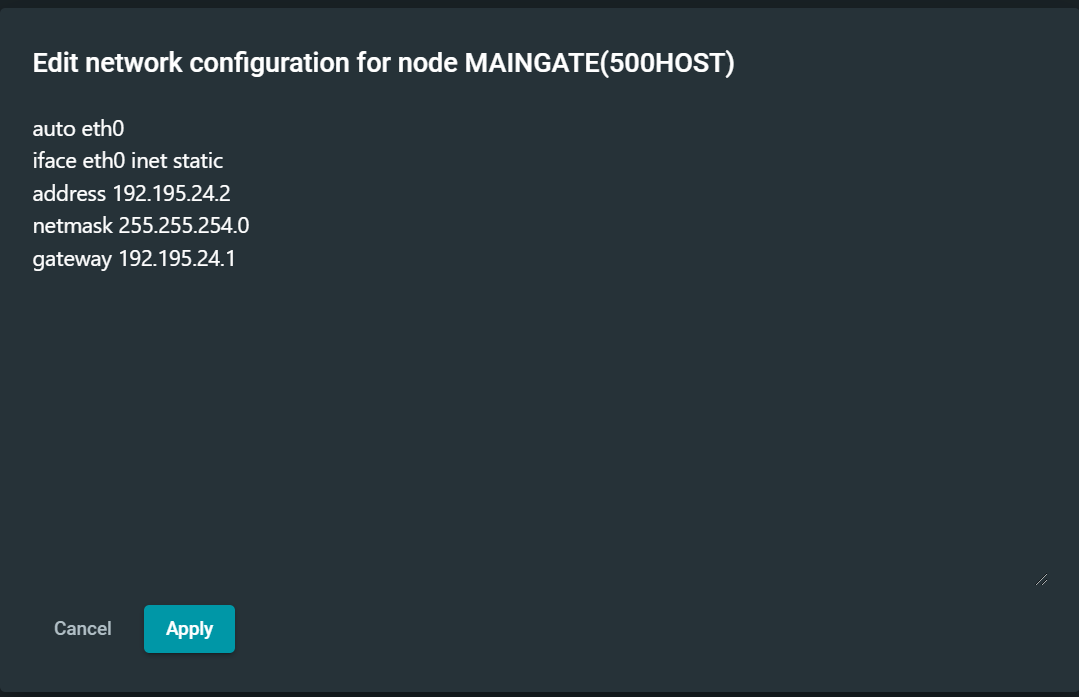 Edit network configuration for node MAINGATE(500HOST)
auto eth0
iface eth0 inet static
address 192.195.24.2
netmask 255.255.254.0
gateway 192.195.24.1
Cancel
Apply